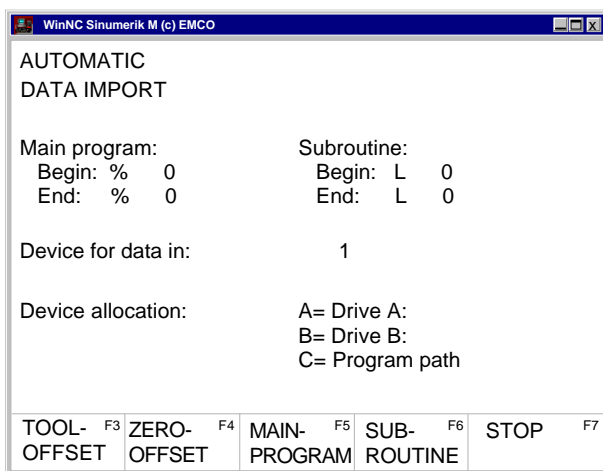 WinNC Sinumerik M (c) EMCO
AUTOMATIC
DATA IMPORT
Main program: Subroutine:
Begin: % 0 Begin: L 0
End: % 0 End: L 0
Device for data in: 1
Device allocation: A= Drive A:
B= Drive B:
C= Program path
TOOL- F3 ZERO- F4 MAIN- F5 SUB- F6 STOP F7
OFFSET OFFSET PROGRAM ROUTINE